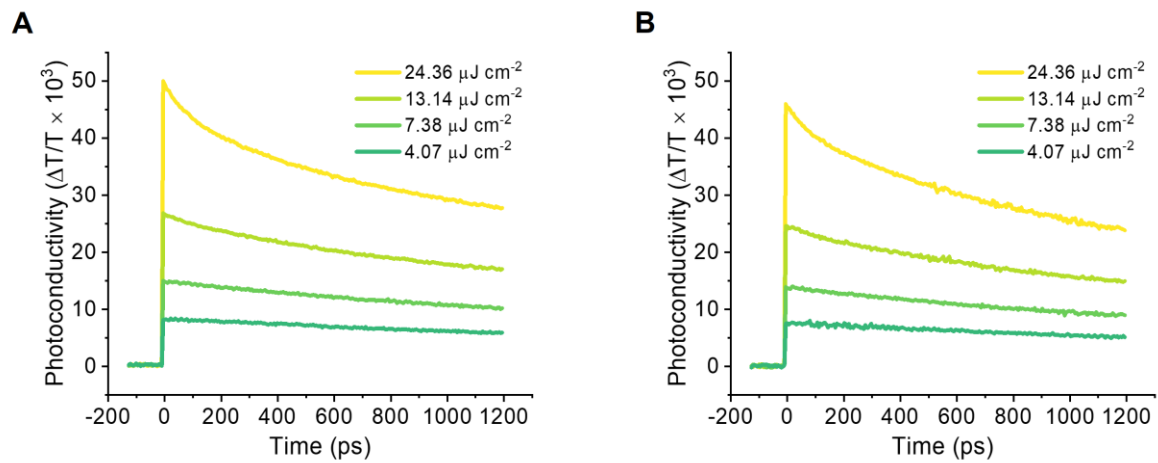 A
Photoconductivity (ΔT/T × 10³)
50
40
30
20
10
0
24.36 μJ cm⁻²
13.14 μJ cm⁻²
7.38 μJ cm⁻²
4.07 μJ cm⁻²
-200 0 200 400 600 800 1000 1200
Time (ps)
B
Photoconductivity (ΔT/T × 10³)
50
40
30
20
10
0
24.36 μJ cm⁻²
13.14 μJ cm⁻²
7.38 μJ cm⁻²
4.07 μJ cm⁻²
-200 0 200 400 600 800 1000 1200
Time (ps)